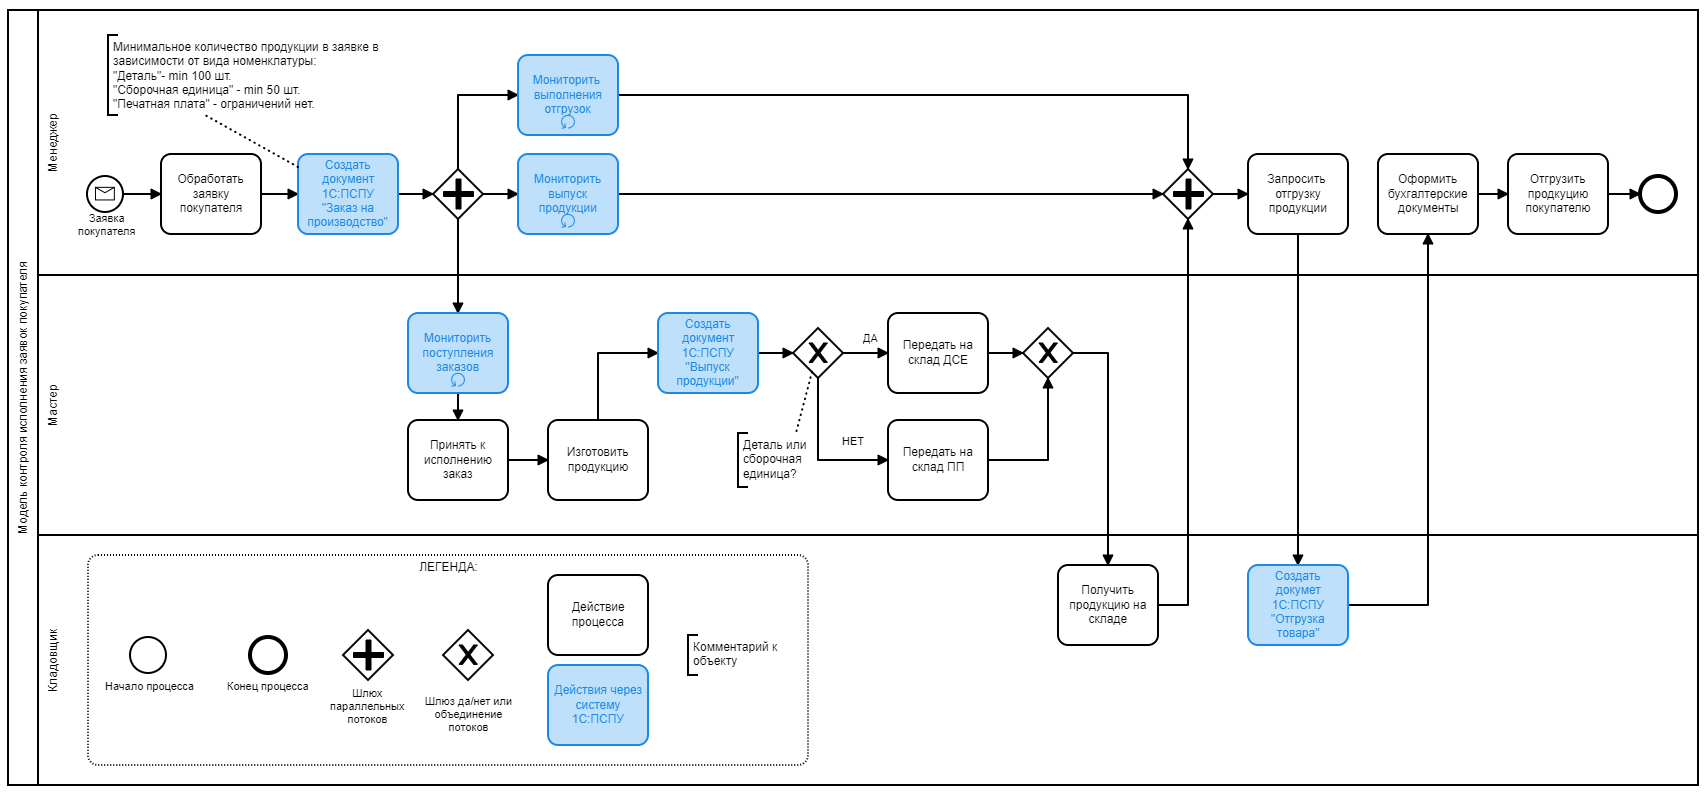 Модель контроля исполнения заявок покупателя
Менеджер
Минимальное количество продукции в заявке в
зависимости от вида номенклатуры:
"Деталь"- min 100 шт.
"Сборочная единица" - min 50 шт.
"Печатная плата" - ограничений нет.
Заявка
покупателя
Обработать
заявку
покупателя
Создать
документ
1С:ПСПУ
"Заказ на
производство"
Мониторить
выполнения
отгрузок
Мониторить
выпуск
продукции
Запросить
отгрузку
продукции
Оформить
бухгалтерские
документы
Отгрузить
продкуцию
покупателю
Мастер
Мониторить
поступления
заказов
Принять к
исполнению
заказ
Изготовить
продукцию
Создать
документ
1С:ПСПУ
"Выпуск
продукции"
Деталь или
сборочная
единица?
ДА
НЕТ
Передать на
склад ДСЕ
Передать на
склад ПП
Кладовщик
Получить
продукцию на
складе
Создать
докумет
1С:ПСПУ
"Отгрузка
товара"
ЛЕГЕНДА:
Начало процесса
Конец процесса
Шлюх
параллельных
потоков
Шлюз да/нет или
объединение
потоков
Действие
процесса
Действия через
систему
1С:ПСПУ
Комментарий к
объекту